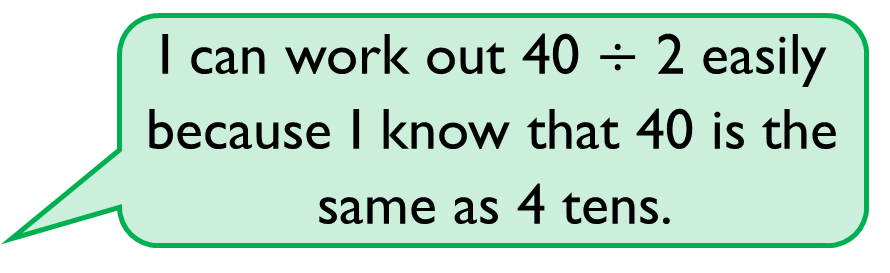 I can work out 40 ÷ 2 easily
because I know that 40 is the
same as 4 tens.